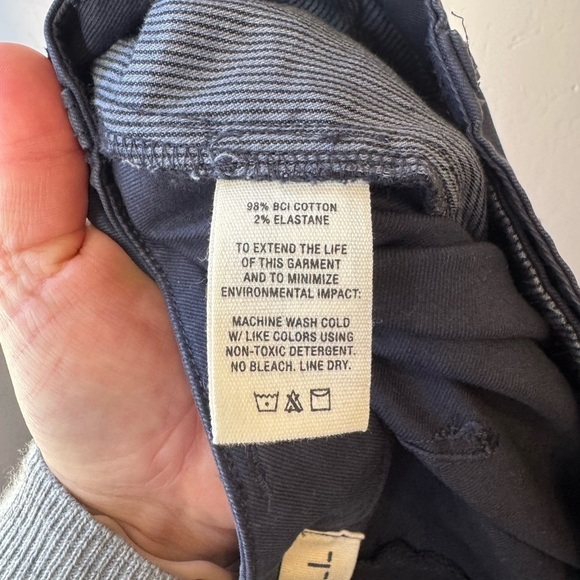 98% BCI COTTON
2% ELASTANE
TO EXTEND THE LIFE
OF THIS GARMENT
AND TO MINIMIZE
ENVIRONMENTAL IMPACT:
MACHINE WASH COLD
W/ LIKE COLORS USING
NON-TOXIC DETERGENT.
NO BLEACH. LINE DRY.